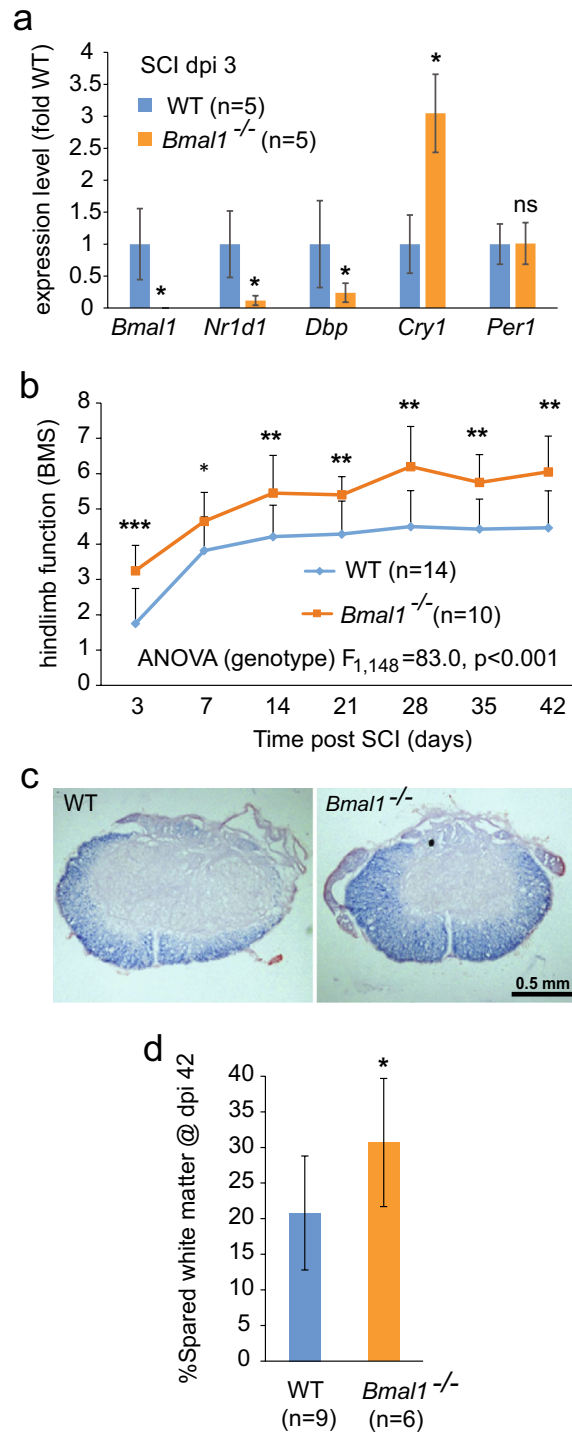 a
expression level (fold WT)
4
3.5
3
2.5
2
1.5
1
0.5
0
SCI dpi 3
WT (n=5)
Bmal1 -/- (n=5)
*
*
*
*
ns
Bmal1 Nr1d1 Dbp Cry1 Per1
b
hindlimb function (BMS)
8
7
6
5
4
3
2
1
0
***
*
**
**
**
**
**
WT (n=14)
Bmal1 -/- (n=10)
ANOVA (genotype) F1,148=83.0, p<0.001
3 7 14 21 28 35 42
Time post SCI (days)
c
WT
Bmal1 -/-
0.5 mm
d
%Spared white matter @ dpi 42
40
35
30
25
20
15
10
5
0
*
WT Bmal1 -/-
(n=9) (n=6)